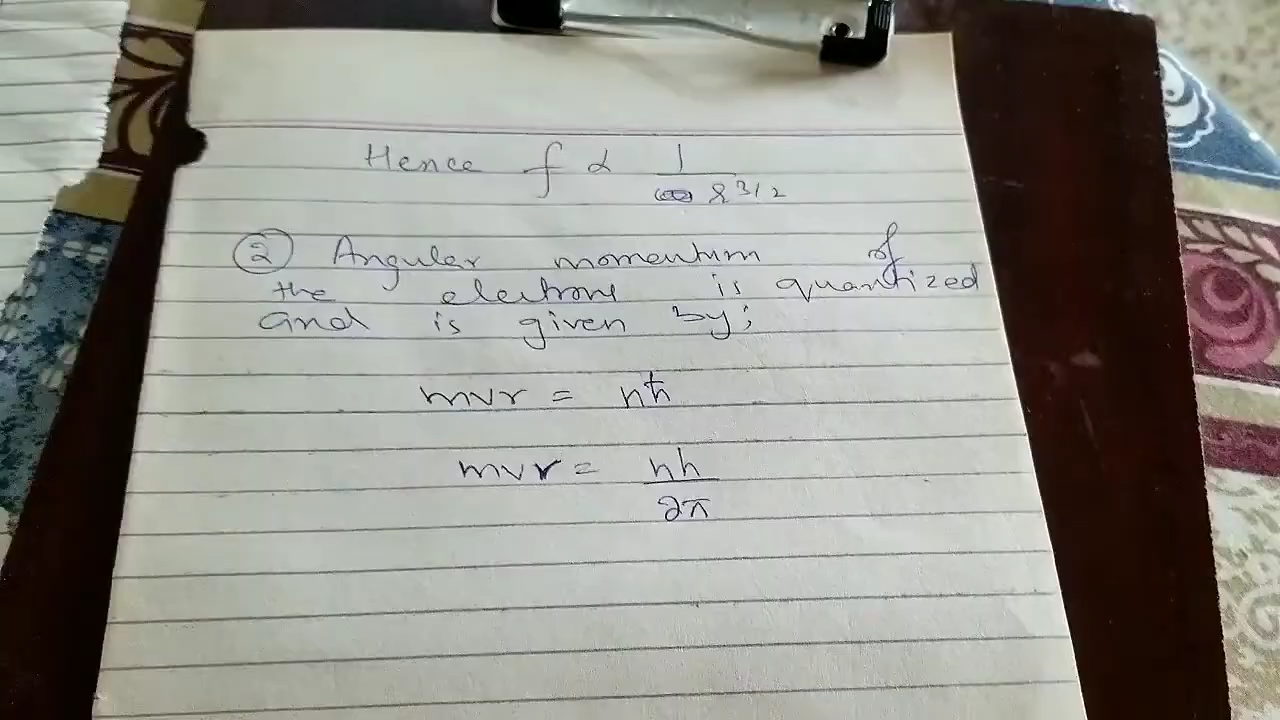 Hence f α 1
r 3/2
② Angular momentum of
the electrons is quantized
and is given by;
mvr = nħ
mvr = nh
2π